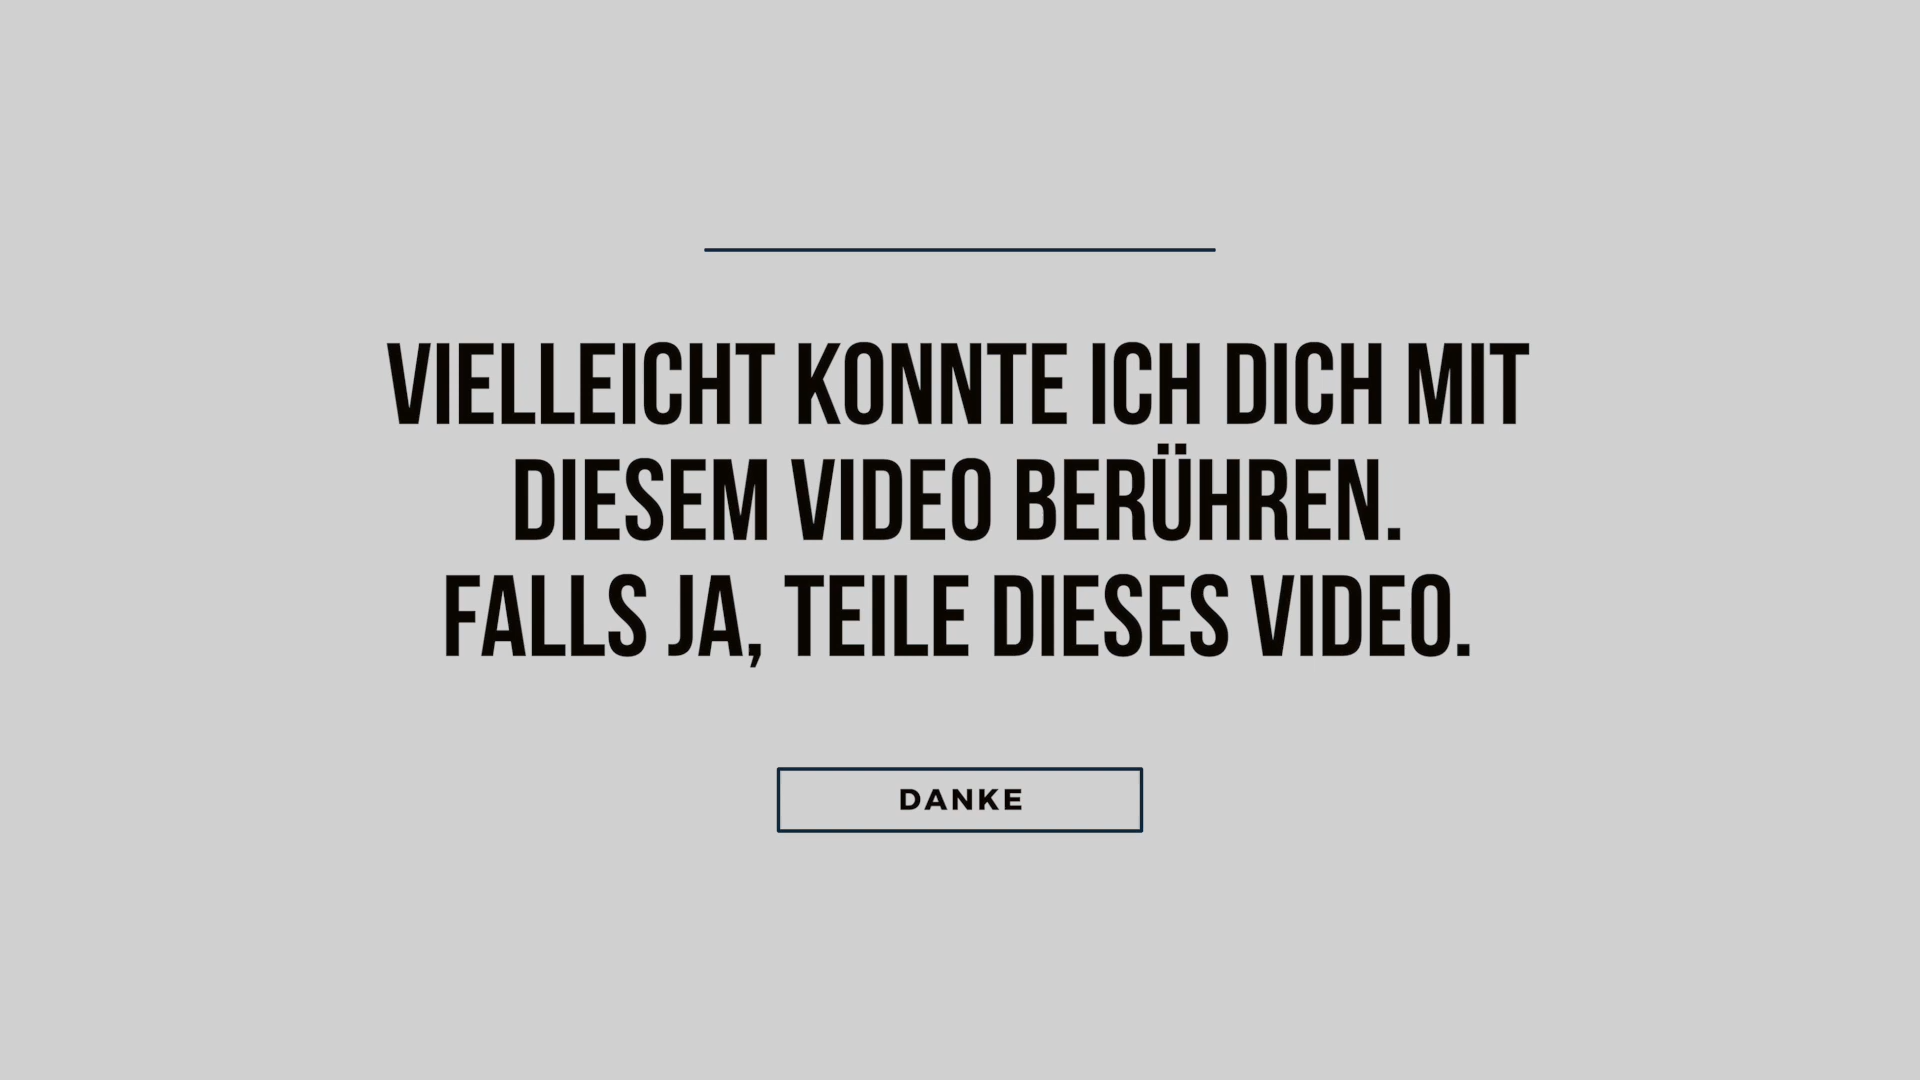 VIELLEICHT KONNTE ICH DICH MIT
DIESEM VIDEO BERÜHREN.
FALLS JA, TEILE DIESES VIDEO.
DANKE